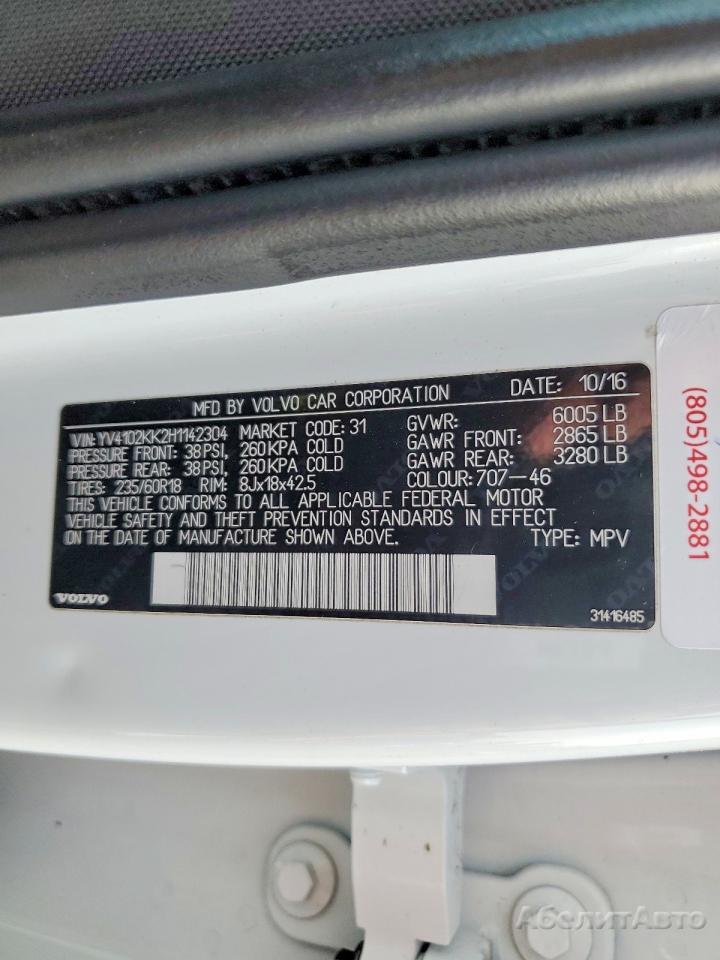 MFD BY VOLVO CAR CORPORATION DATE: 10/16
VIN: YV4102KK2H1142304 MARKET CODE: 31 GVWR: 6005 LB
PRESSURE FRONT: 38PSI, 260KPA COLD GAWR FRONT: 2865 LB
PRESSURE REAR: 38PSI, 260KPA COLD GAWR REAR: 3280 LB
TIRES: 235/60R18 RIM: 8Jx18x42.5 COLOUR: 707-46
THIS VEHICLE CONFORMS TO ALL APPLICABLE FEDERAL MOTOR
VEHICLE SAFETY AND THEFT PREVENTION STANDARDS IN EFFECT
ON THE DATE OF MANUFACTURE SHOWN ABOVE. TYPE: MPV
VOLVO
31416485
(805)498-2881
АбсолитАвто